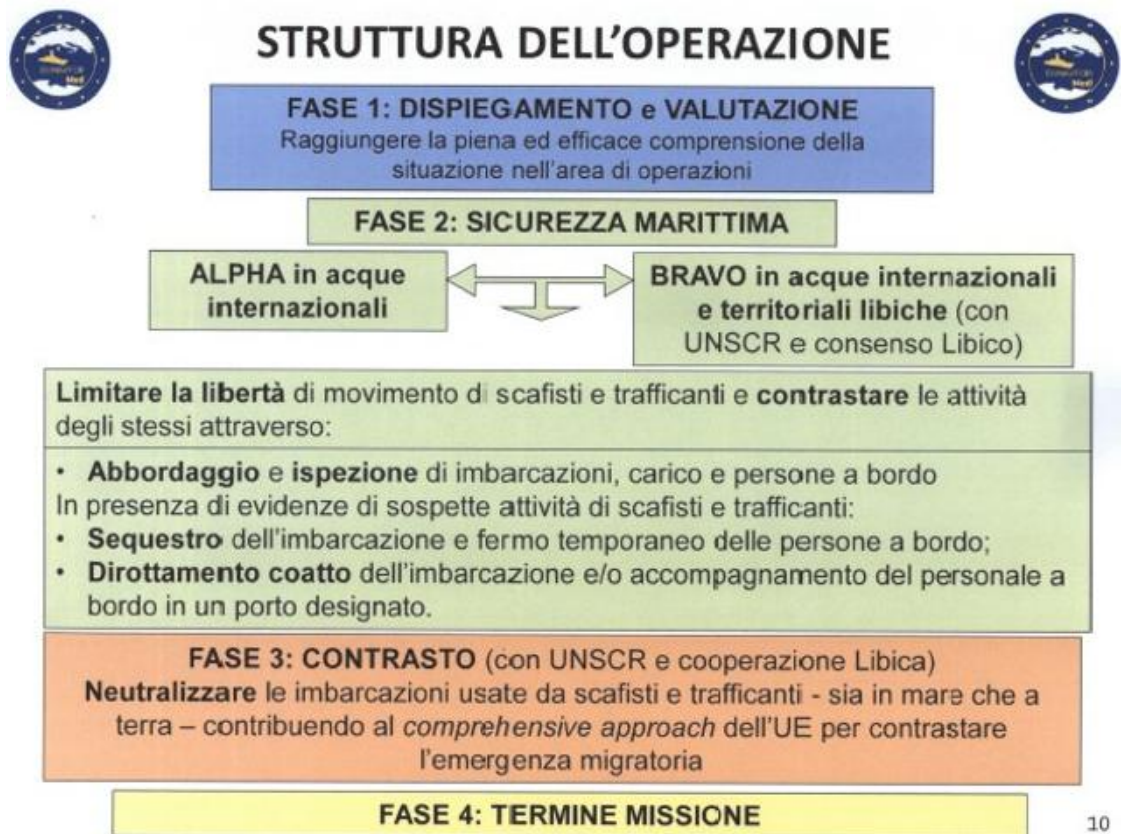 STRUTTURA DELL'OPERAZIONE
FASE 1: DISPIEGAMENTO e VALUTAZIONE
Raggiungere la piena ed efficace comprensione della
situazione nell'area di operazioni
FASE 2: SICUREZZA MARITTIMA
ALPHA in acque
internazionali
BRAVO in acque internazionali
e territoriali libiche (con
UNSCR e consenso Libico)
Limitare la libertà di movimento di scafisti e trafficanti e contrastare le attività
degli stessi attraverso:
• Abbordaggio e ispezione di imbarcazioni, carico e persone a bordo
In presenza di evidenze di sospette attività di scafisti e trafficanti:
• Sequestro dell'imbarcazione e fermo temporaneo delle persone a bordo;
• Dirottamento coatto dell'imbarcazione e/o accompagnamento del personale a
bordo in un porto designato.
FASE 3: CONTRASTO (con UNSCR e cooperazione Libica)
Neutralizzare le imbarcazioni usate da scafisti e trafficanti - sia in mare che a
terra – contribuendo al comprehensive approach dell'UE per contrastare
l'emergenza migratoria
FASE 4: TERMINE MISSIONE
10